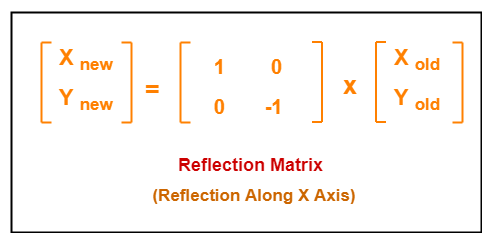 X new
Y new
=
1 0
0 -1
x
X old
Y old
Reflection Matrix
(Reflection Along X Axis)